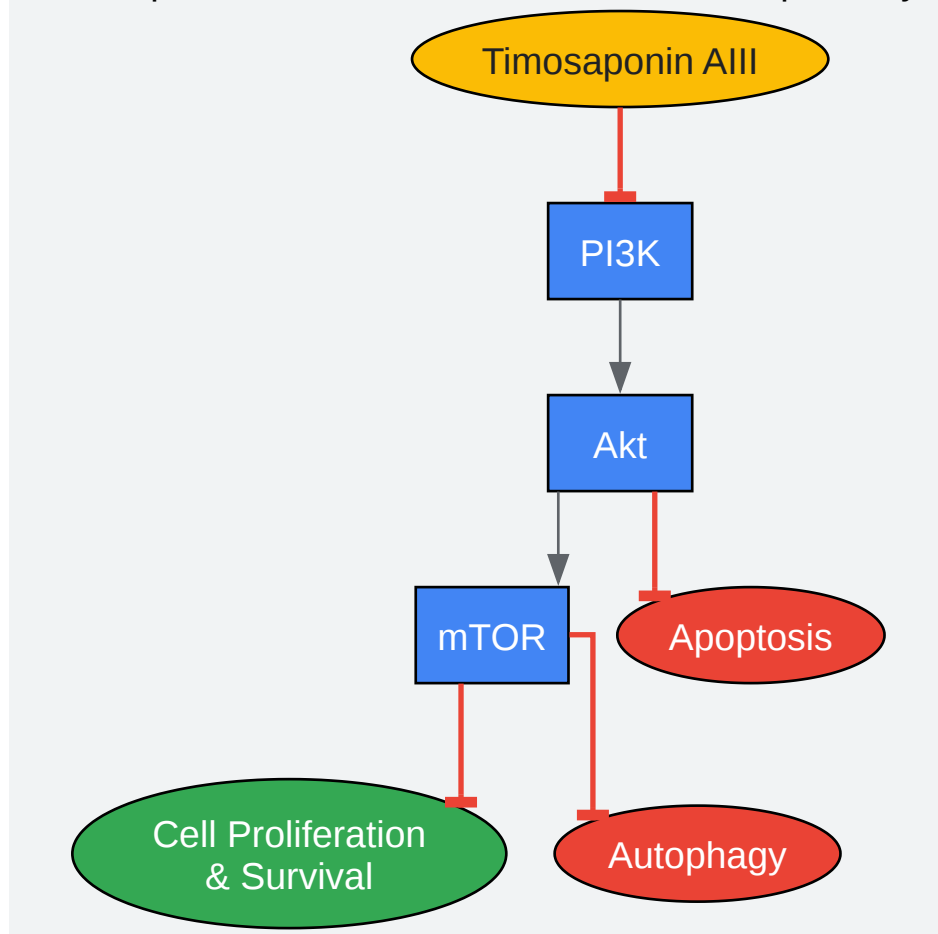 Timosaponin AIII
PI3K
Akt
mTOR
Apoptosis
Cell Proliferation
& Survival
Autophagy